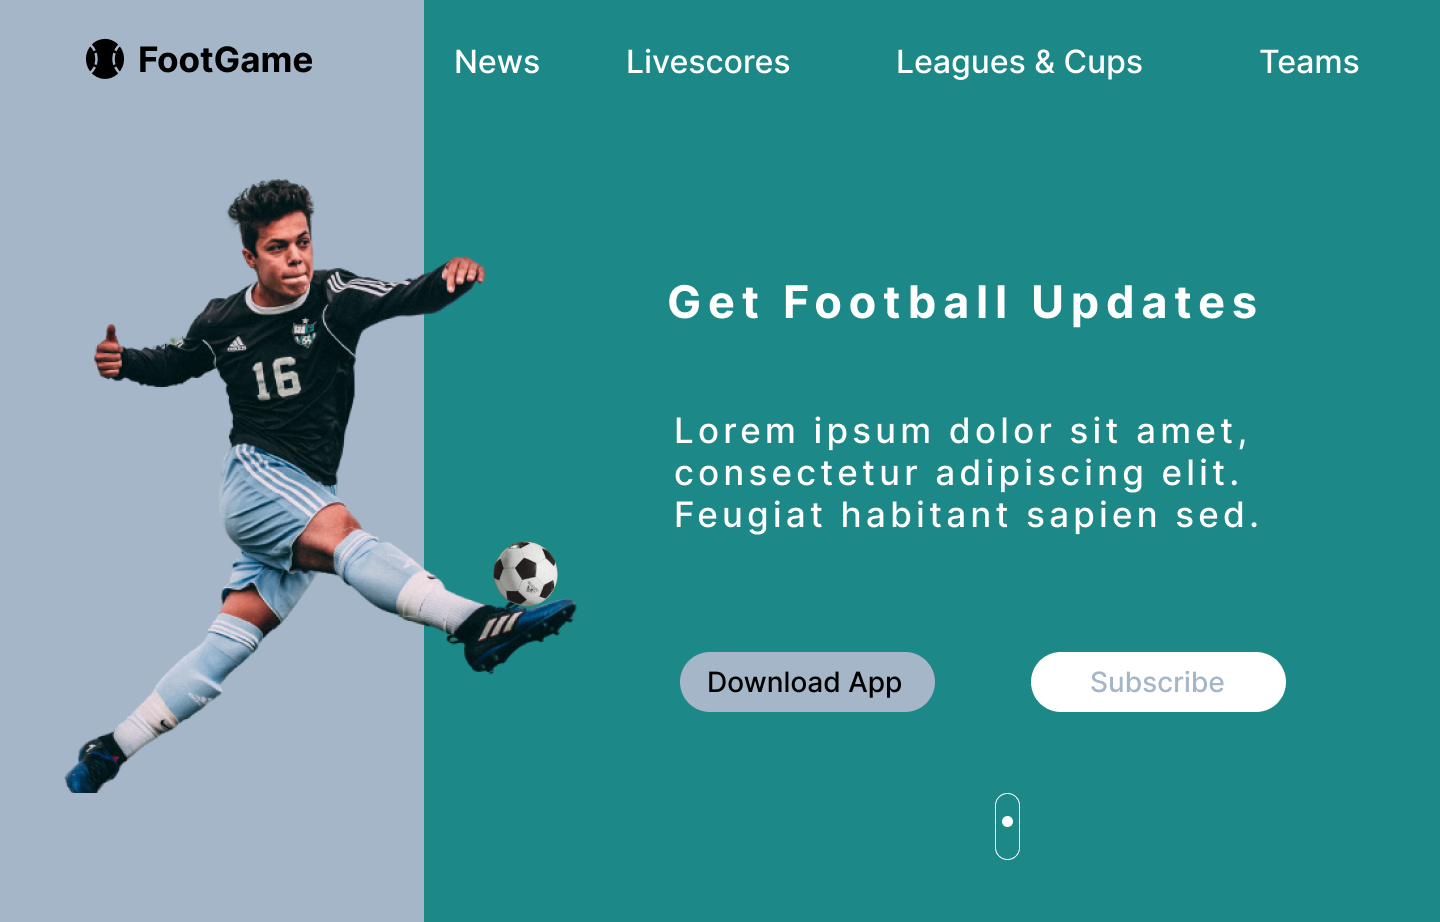 FootGame
News
Livescores
Leagues & Cups
Teams
16
Get Football Updates
Lorem ipsum dolor sit amet,
consectetur adipiscing elit.
Feugiat habitant sapien sed.
Download App
Subscribe